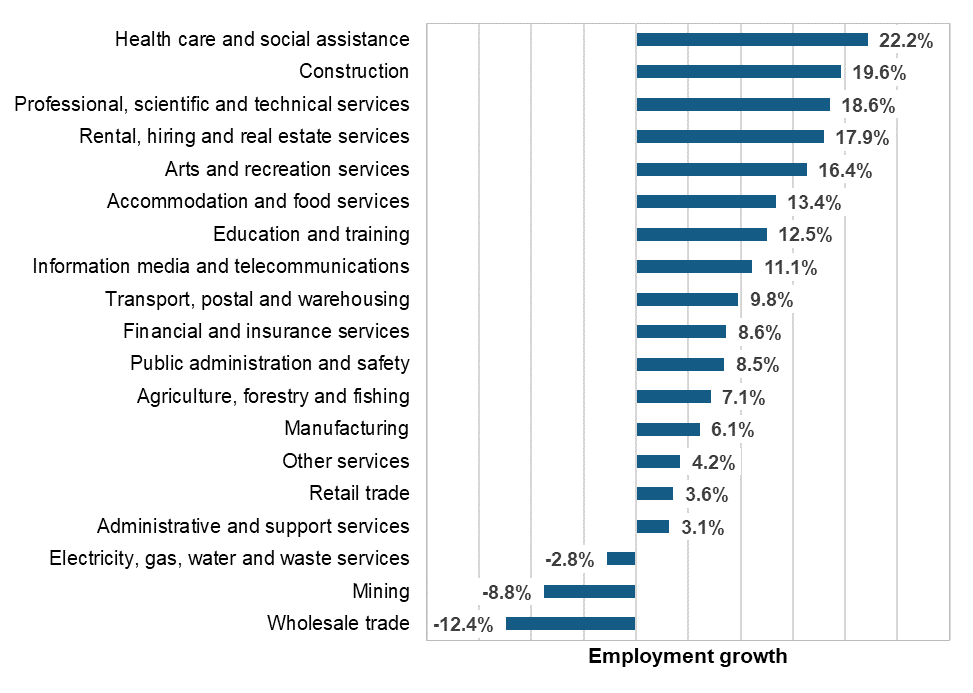 Health care and social assistance 22.2%
Construction 19.6%
Professional, scientific and technical services 18.6%
Rental, hiring and real estate services 17.9%
Arts and recreation services 16.4%
Accommodation and food services 13.4%
Education and training 12.5%
Information media and telecommunications 11.1%
Transport, postal and warehousing 9.8%
Financial and insurance services 8.6%
Public administration and safety 8.5%
Agriculture, forestry and fishing 7.1%
Manufacturing 6.1%
Other services 4.2%
Retail trade 3.6%
Administrative and support services 3.1%
Electricity, gas, water and waste services -2.8%
Mining -8.8%
Wholesale trade -12.4%
Employment growth